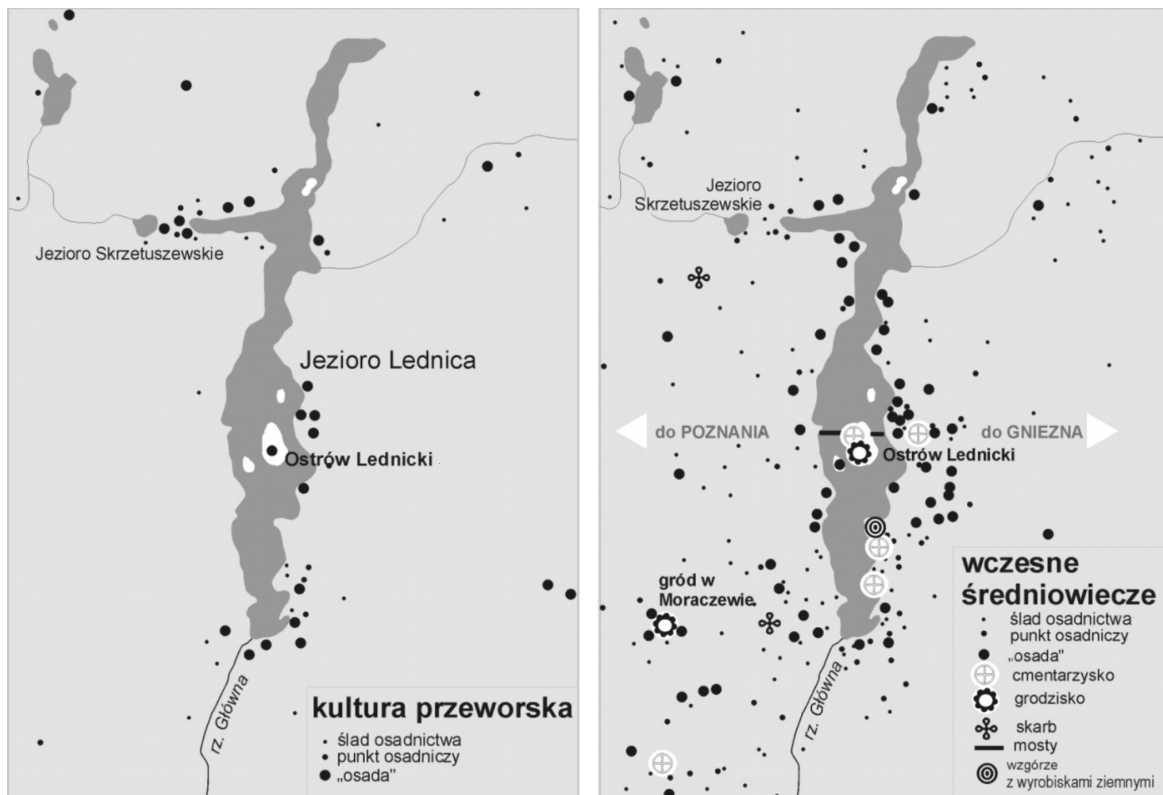 Jezioro Skrzetuszewskie
Jezioro Lednica
Ostrów Lednicki
rz. Główna
kultura przeworska
ślad osadnictwa
punkt osadniczy
„osada"
Jezioro
Skrzetuszewskie
do POZNANIA
do GNIEZNA
Ostrów Lednicki
gród w
Moraczewie
rz. Główna
wczesne
średniowiecze
ślad osadnictwa
punkt osadniczy
„osada"
cmentarzysko
grodzisko
skarb
mosty
wzgórze
z wyrobiskami ziemnymi